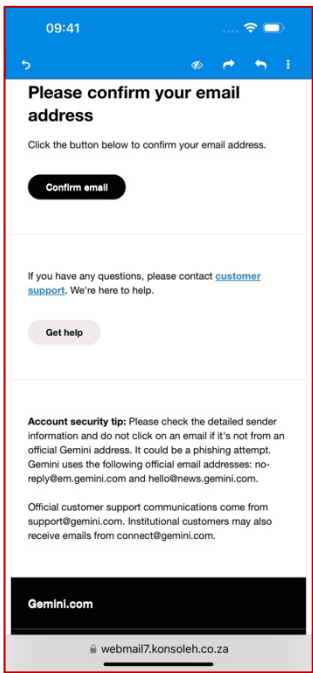 09:41
Please confirm your email
address
Click the button below to confirm your email address.
Confirm email
If you have any questions, please contact customer
support. We're here to help.
Get help
Account security tip: Please check the detailed sender
information and do not click on an email if it's not from an
official Gemini address. It could be a phishing attempt.
Gemini uses the following official email addresses: no-
reply@em.gemini.com and hello@news.gemini.com.
Official customer support communications come from
support@gemini.com. Institutional customers may also
receive emails from connect@gemini.com.
Gemini.com
webmail7.konsoleh.co.za